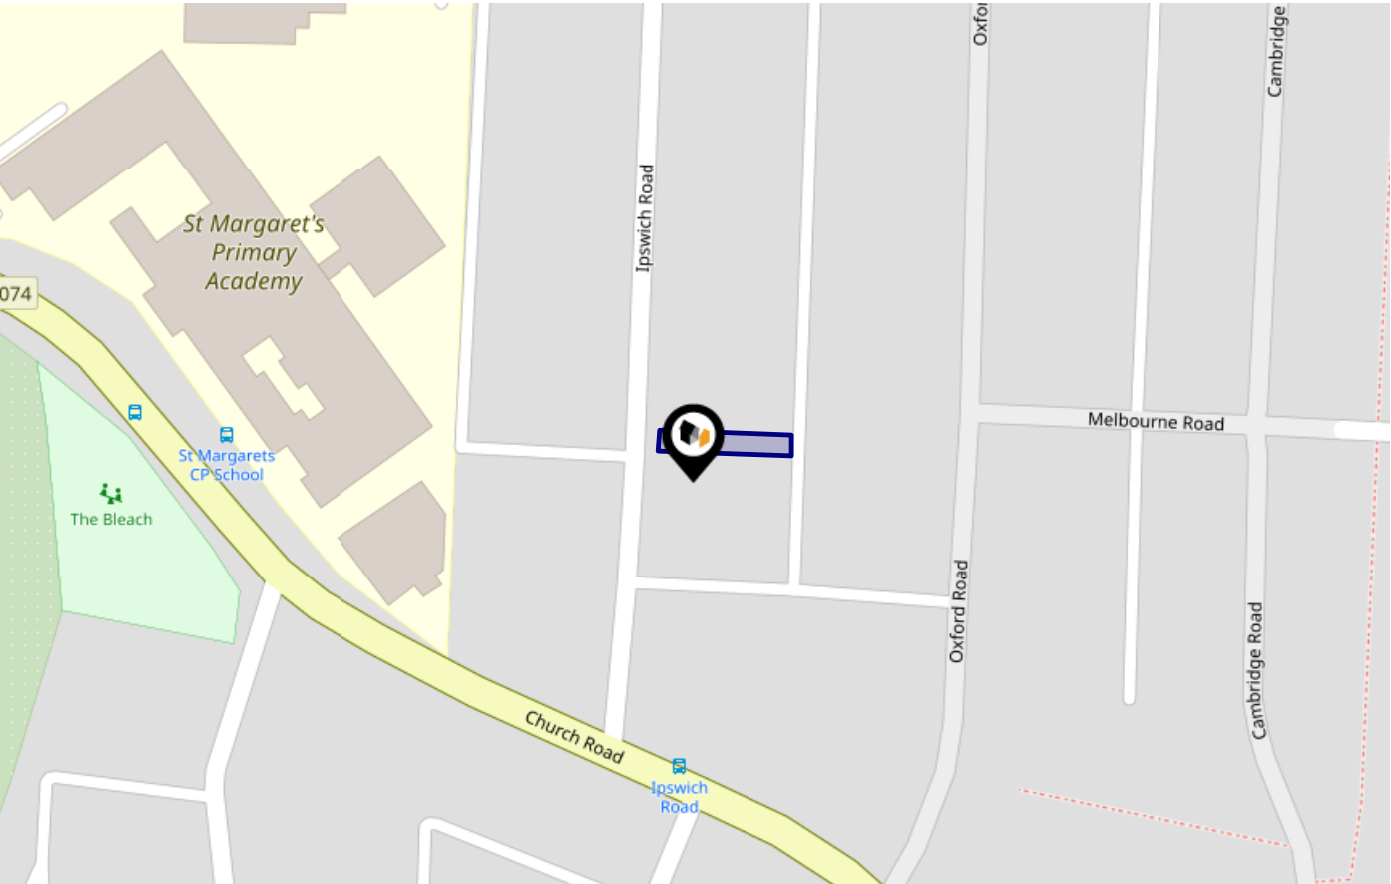 Oxfor
Cambridge
Ipswich Road
St Margaret's
Primary
Academy
074
Melbourne Road
St Margarets
CP School
The Bleach
Oxford Road
Cambridge Road
Church Road
Ipswich
Road